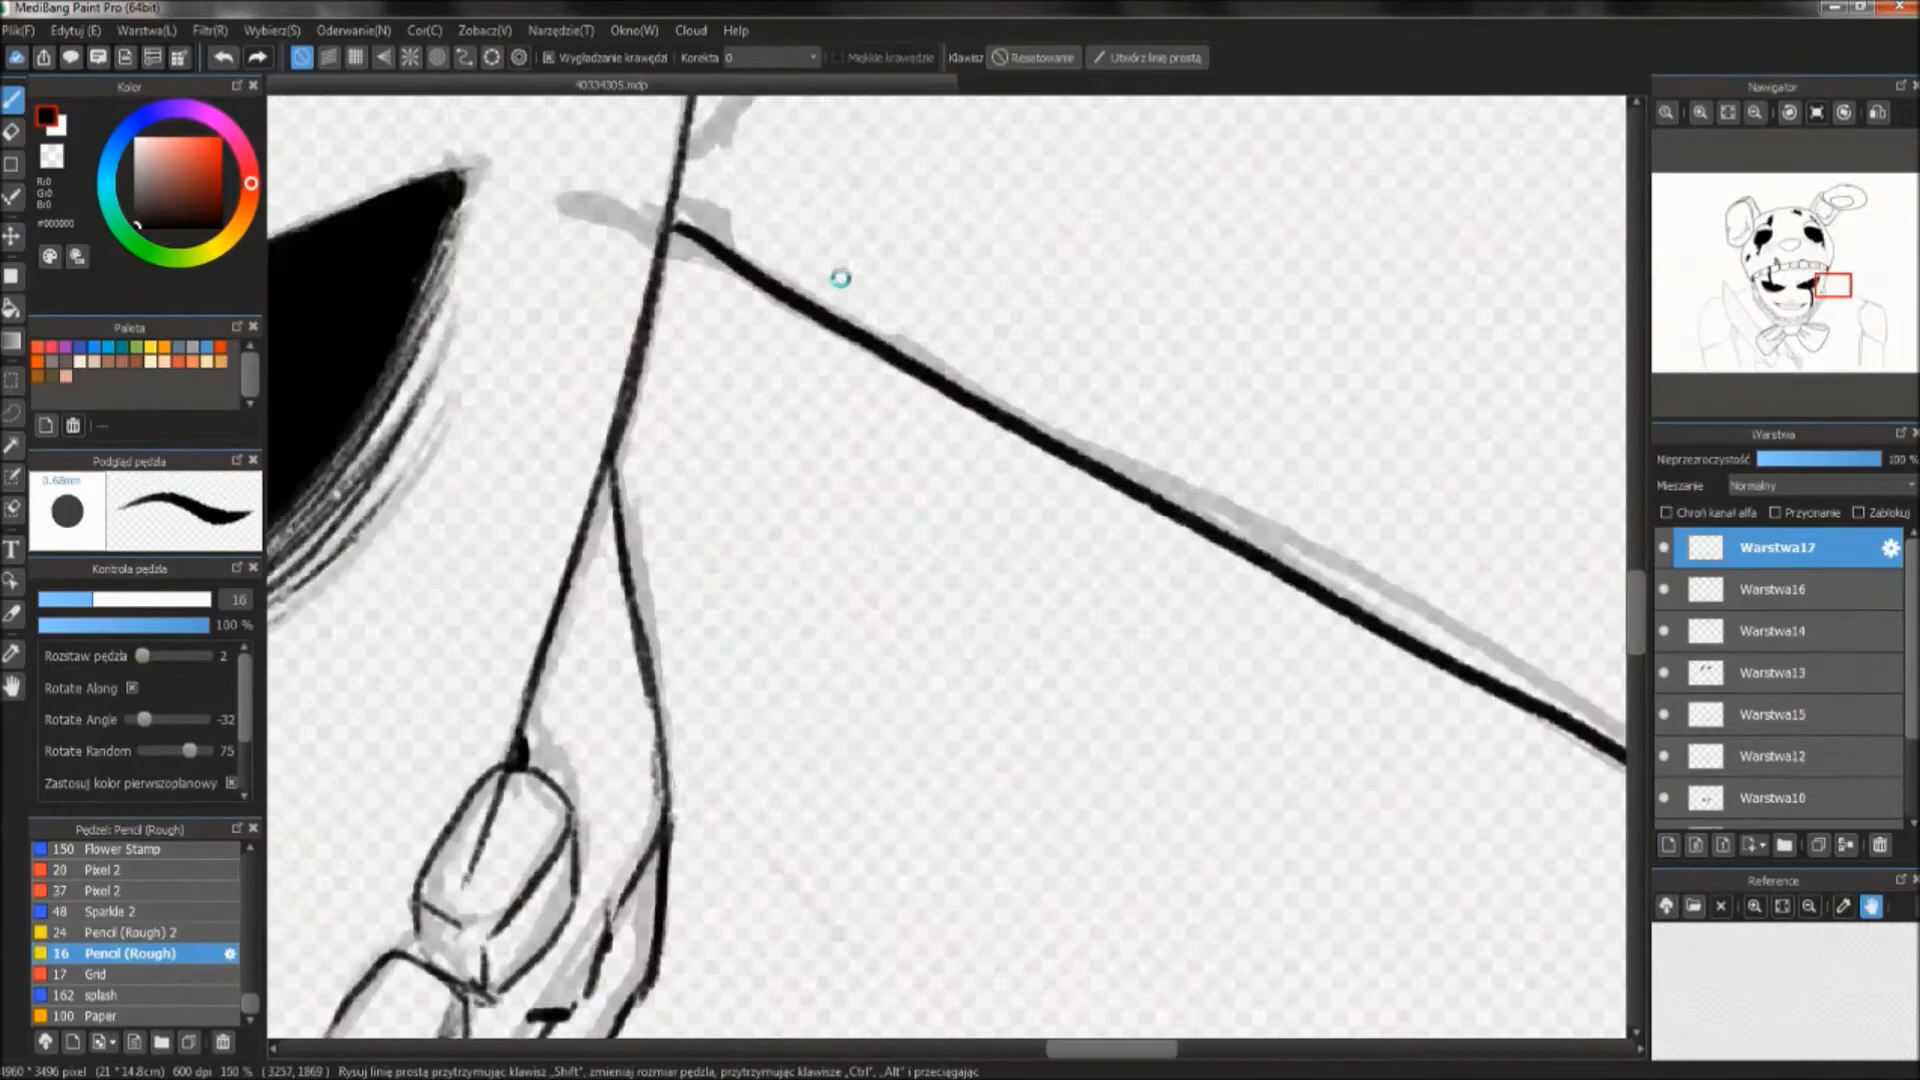 MediBang Paint Pro (64bit)
Plik(F) Edytuj (E) Warstwa(L) Filtr(R) Wybierz(S) Oderwanie(N) Cor(C) Zobacz(V) Narzędzie(T) Okno(W) Cloud Help
Wygładzanie krawędzi Korekta 0 Miękkie krawędzie Klawisz Resetowanie Utwórz linię prostą
Kolor
40334305.mdp
Nawigator
R:0
G:0
B:0
#000000
Paleta
---
Podgląd pędzla
0.68mm
Kontrola pędzla
16
100 %
Rozstaw pędzla 2
Rotate Along
Rotate Angle -32
Rotate Random 75
Zastosuj kolor pierwszoplanowy
Pędzel: Pencil (Rough)
150 Flower Stamp
20 Pixel 2
37 Pixel 2
48 Sparkle 2
24 Pencil (Rough) 2
16 Pencil (Rough)
17 Grid
162 splash
100 Paper
Warstwa
Nieprzezroczystość 100 %
Mieszanie Normalny
Chroń kanał alfa Przycinanie Zablokuj
Warstwa17
Warstwa16
Warstwa14
Warstwa13
Warstwa15
Warstwa12
Warstwa10
Reference
T
4960 * 3496 pixel (21 * 14.8cm) 600 dpi 150 % ( 3257, 1869 ) Rysuj linię prostą przytrzymując klawisz „Shift", zmieniaj rozmiar pędzla, przytrzymując klawisze „Ctrl", „Alt" i przeciągając